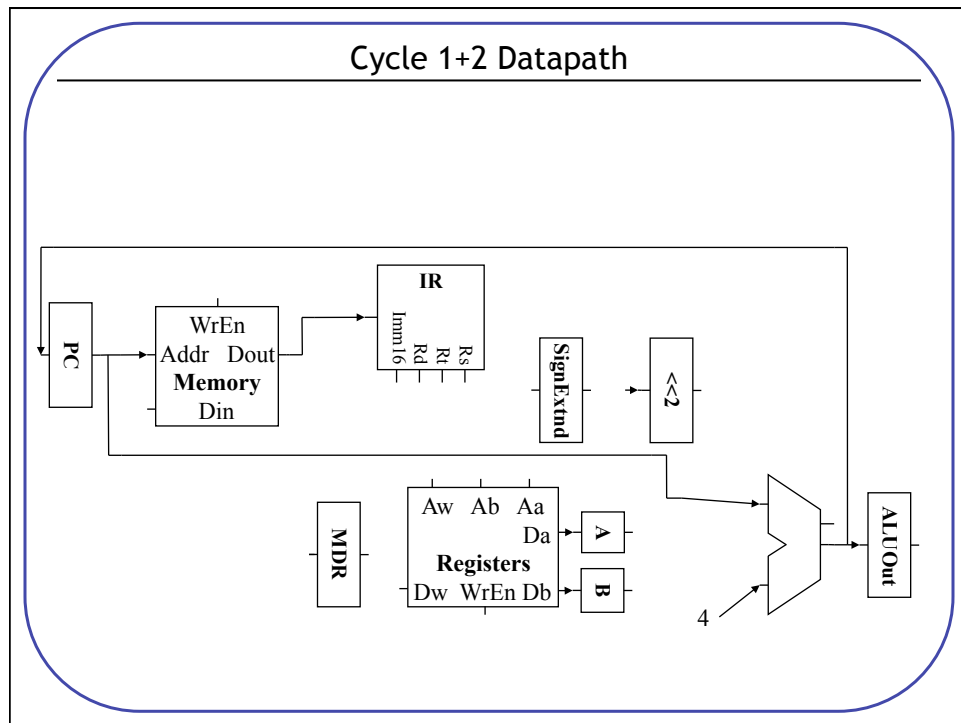 Cycle 1+2 Datapath
IR
Imm16
Rd
Rt
Rs
PC
WrEn
Addr Dout
Memory
Din
SignExtnd
<<2
MDR
Aw Ab Aa
Da
Registers
Dw WrEn Db
A
B
4
ALUOut